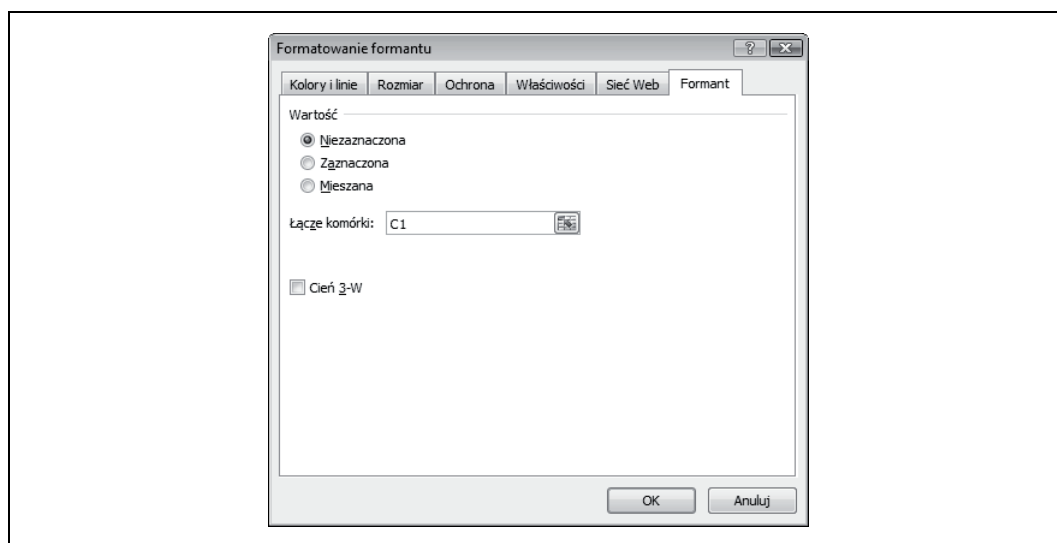 Formatowanie formantu
Kolory i linie Rozmiar Ochrona Właściwości Sieć Web Formant
Wartość
Niezaznaczona
Zaznaczona
Mieszana
Łącze komórki: C1
Cień 3-W
OK Anuluj